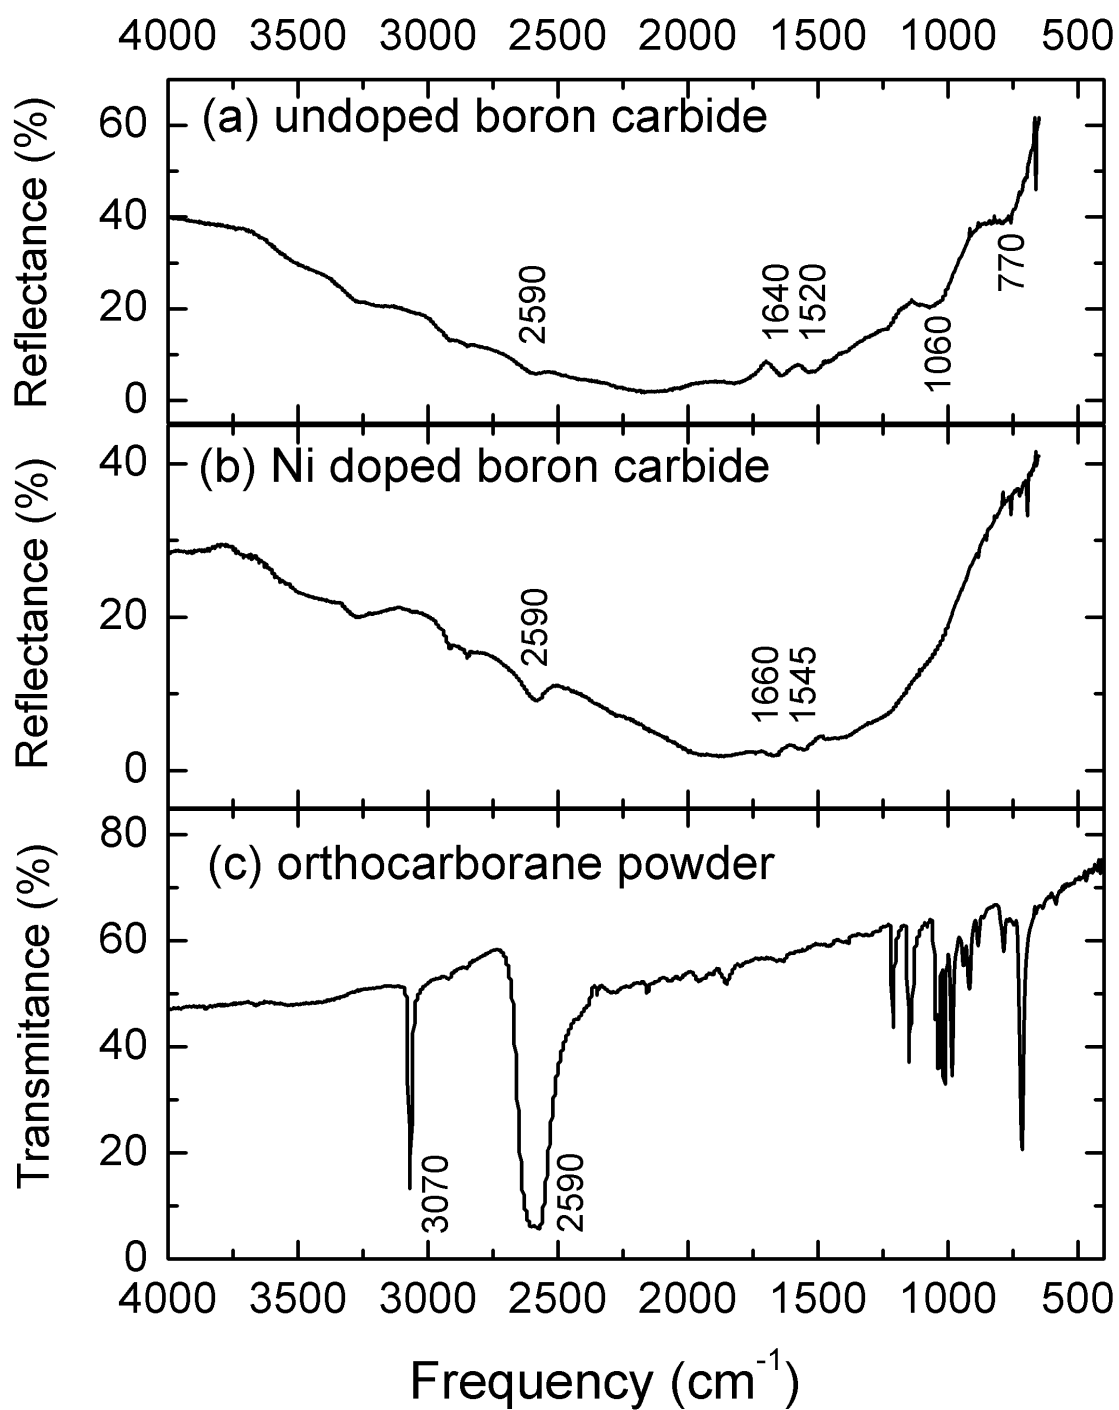 4000 3500 3000 2500 2000 1500 1000 500
(a) undoped boron carbide
Reflectance (%)
60
40
20
0
2590
1640
1520
1060
770
(b) Ni doped boron carbide
Reflectance (%)
40
20
0
2590
1660
1545
(c) orthocarborane powder
Transmitance (%)
80
60
40
20
0
3070
2590
4000 3500 3000 2500 2000 1500 1000 500
Frequency (cm⁻¹)